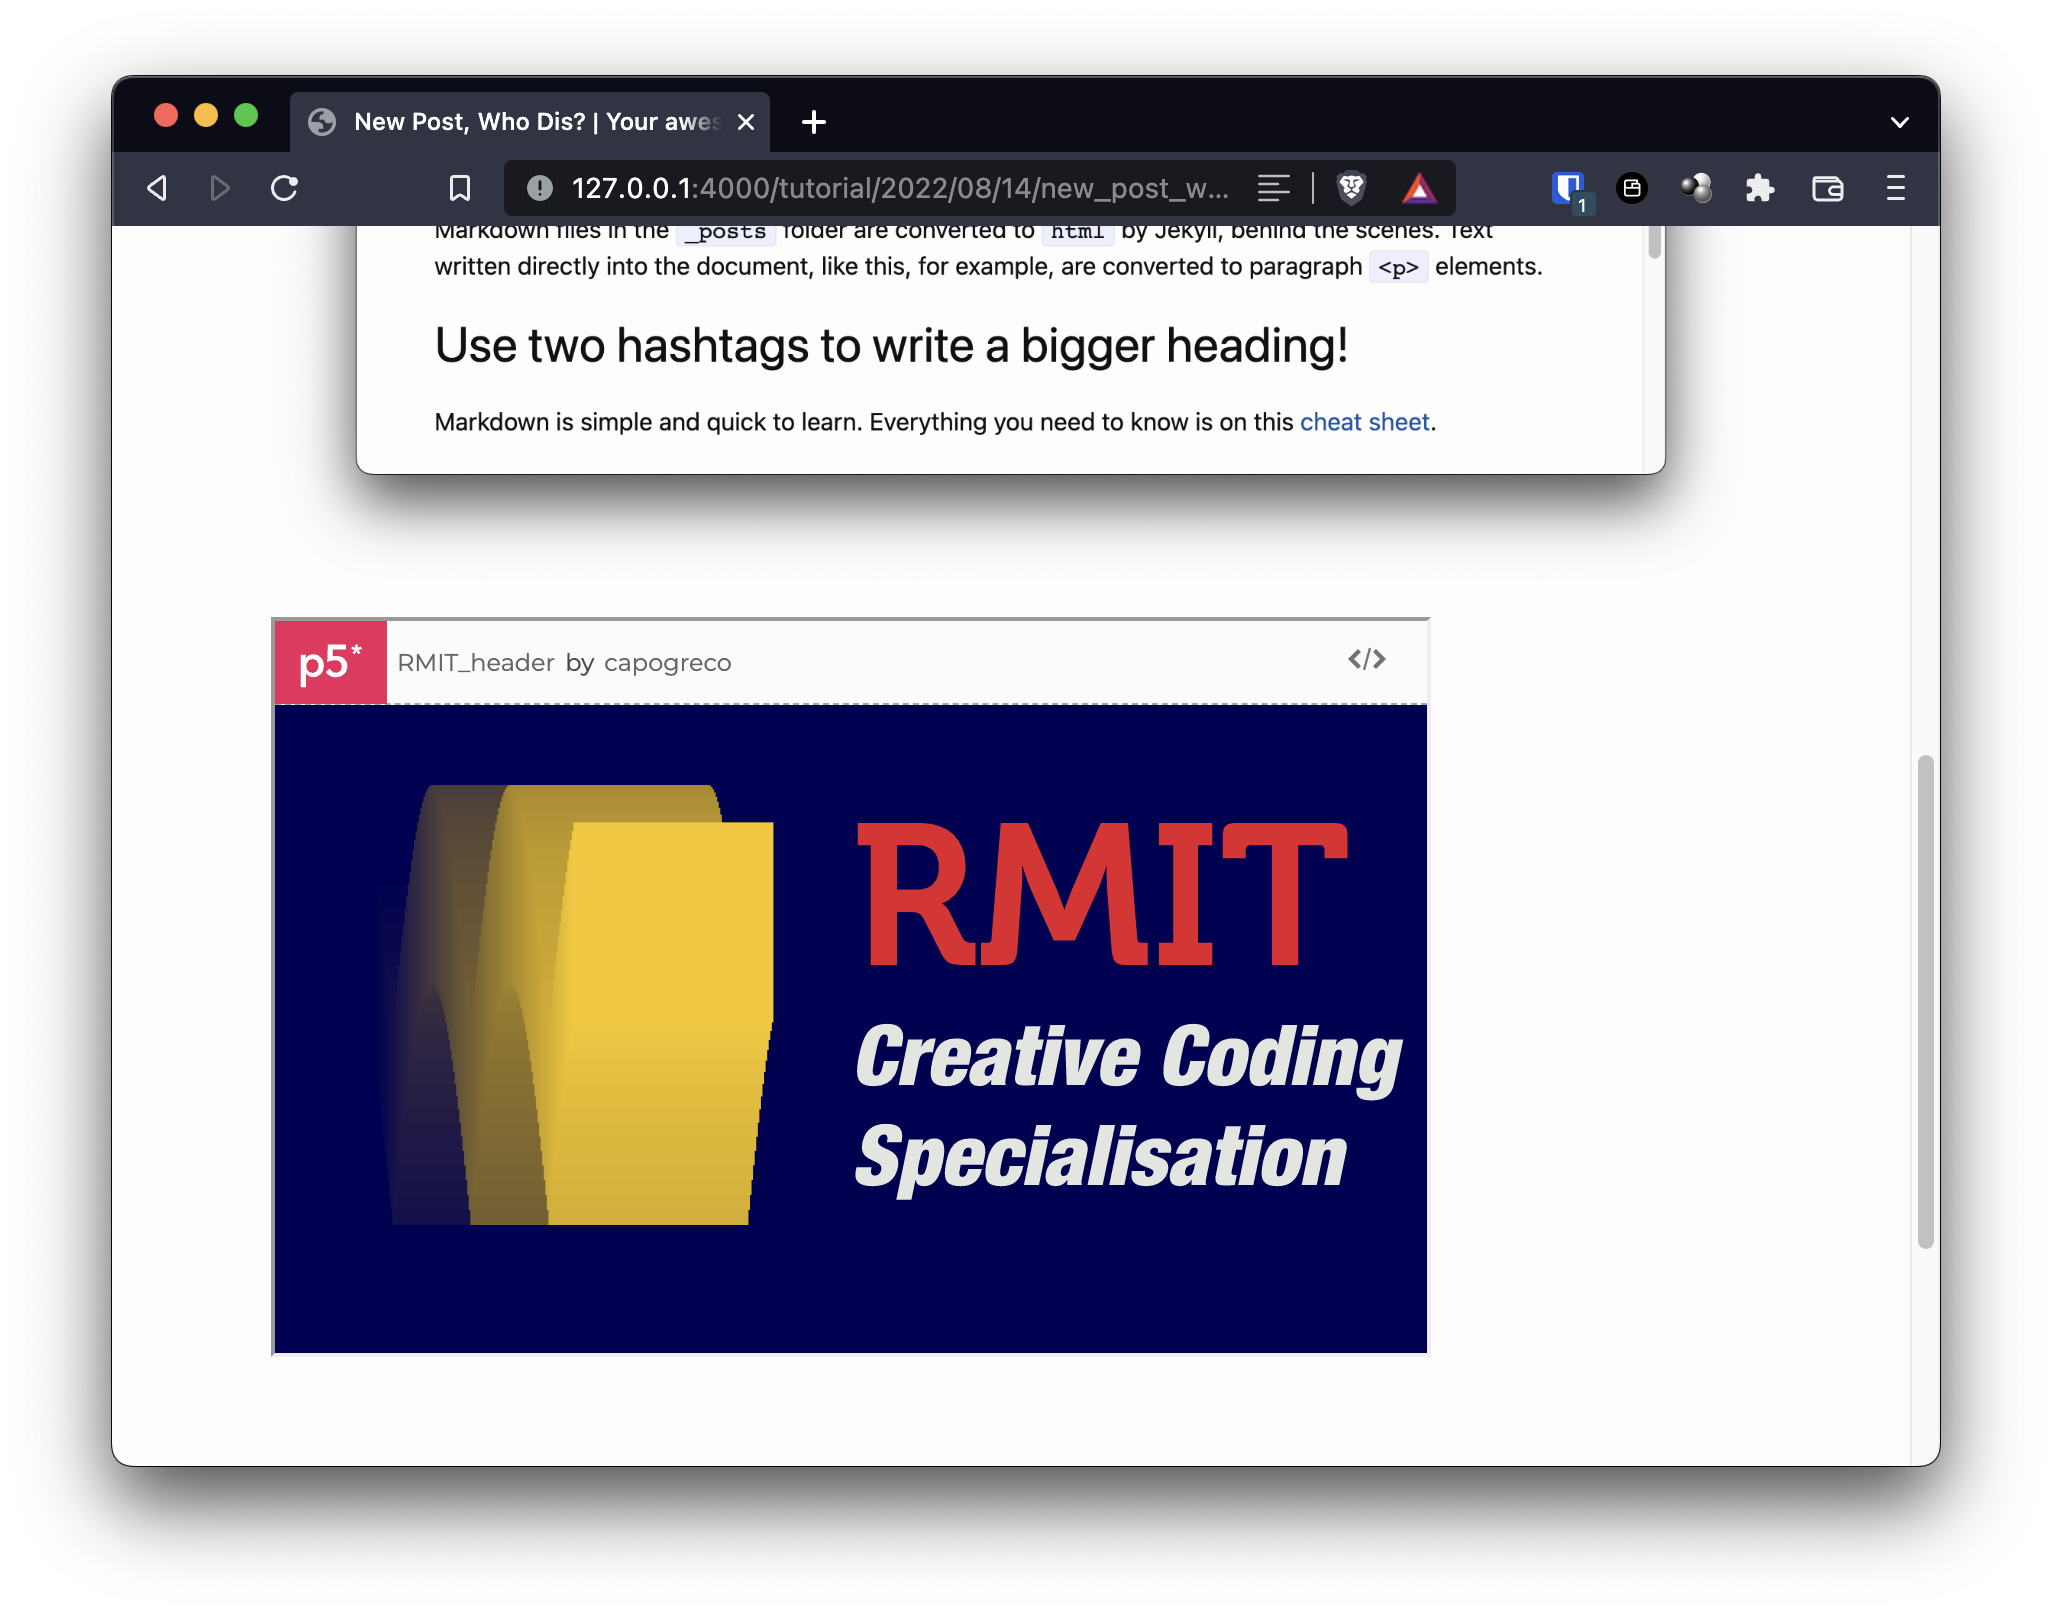 New Post, Who Dis? | Your awes
127.0.0.1:4000/tutorial/2022/08/14/new_post_w...
1
Markdown files in the _posts folder are converted to html by Jekyll, behind the scenes. Text
written directly into the document, like this, for example, are converted to paragraph <p> elements.
Use two hashtags to write a bigger heading!
Markdown is simple and quick to learn. Everything you need to know is on this cheat sheet.
p5* RMIT_header by capogreco </>
RMIT
Creative Coding
Specialisation